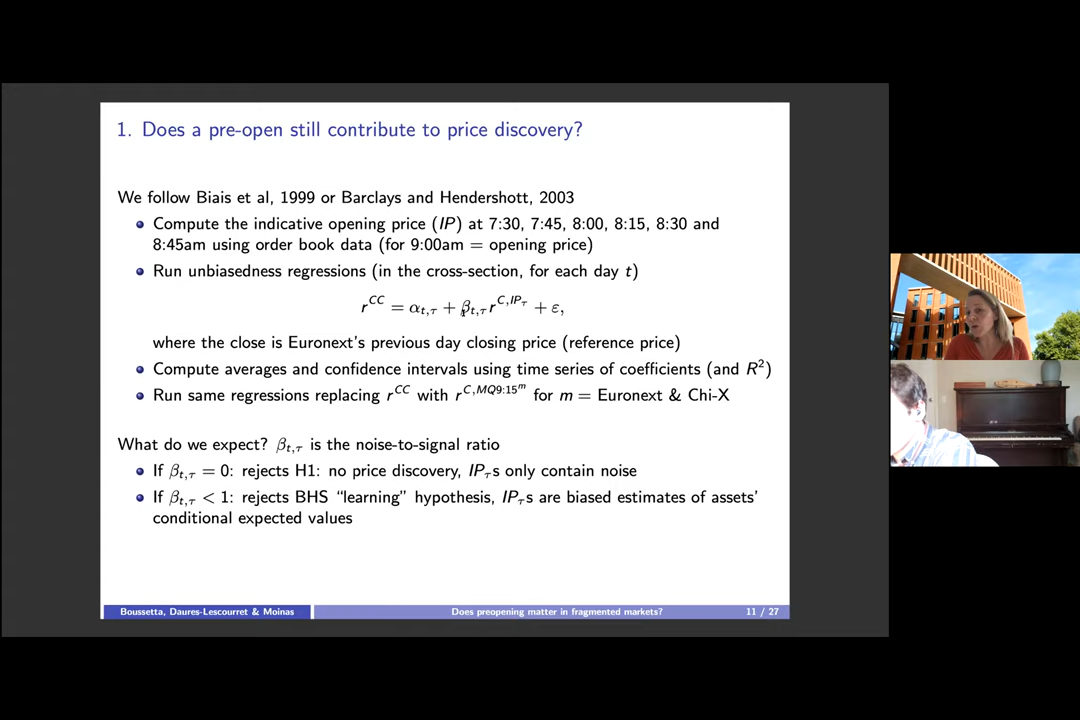 1. Does a pre-open still contribute to price discovery?
We follow Biais et al, 1999 or Barclays and Hendershott, 2003
Compute the indicative opening price (IP) at 7:30, 7:45, 8:00, 8:15, 8:30 and
8:45am using order book data (for 9:00am = opening price)
Run unbiasedness regressions (in the cross-section, for each day t)
r^{CC} = α_{t,τ} + β_{t,τ} r^{C,IP_τ} + ε,
where the close is Euronext's previous day closing price (reference price)
Compute averages and confidence intervals using time series of coefficients (and R²)
Run same regressions replacing r^{CC} with r^{C,MQ9:15^m} for m = Euronext & Chi-X
What do we expect? β_{t,τ} is the noise-to-signal ratio
If β_{t,τ} = 0: rejects H1: no price discovery, IP_τs only contain noise
If β_{t,τ} < 1: rejects BHS “learning” hypothesis, IP_τs are biased estimates of assets'
conditional expected values
Boussetta, Daures-Lescourret & Moinas Does preopening matter in fragmented markets? 11 / 27